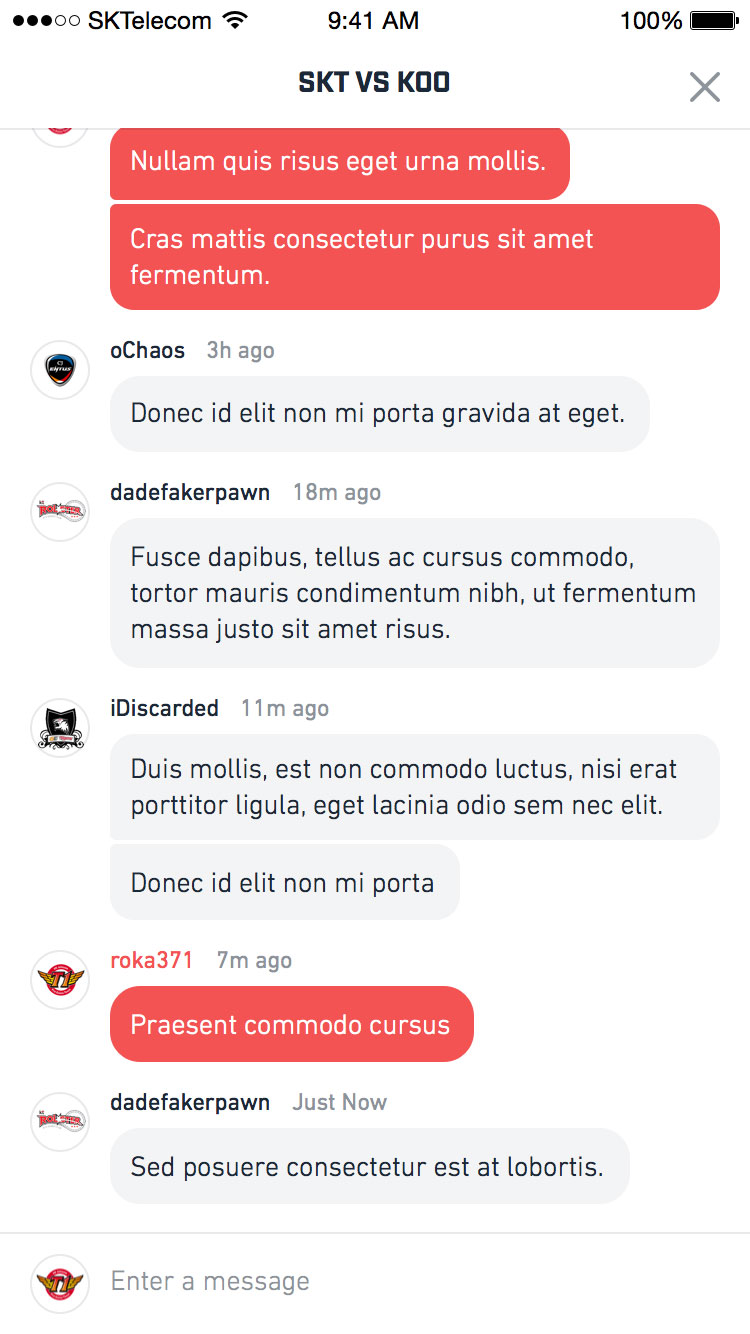 SKTelecom 9:41 AM 100%
SKT VS KOO
Nullam quis risus eget urna mollis.
Cras mattis consectetur purus sit amet
fermentum.
oChaos 3h ago
Donec id elit non mi porta gravida at eget.
dadefakerpawn 18m ago
Fusce dapibus, tellus ac cursus commodo,
tortor mauris condimentum nibh, ut fermentum
massa justo sit amet risus.
iDiscarded 11m ago
Duis mollis, est non commodo luctus, nisi erat
porttitor ligula, eget lacinia odio sem nec elit.
Donec id elit non mi porta
roka371 7m ago
Praesent commodo cursus
dadefakerpawn Just Now
Sed posuere consectetur est at lobortis.
T1
Enter a message